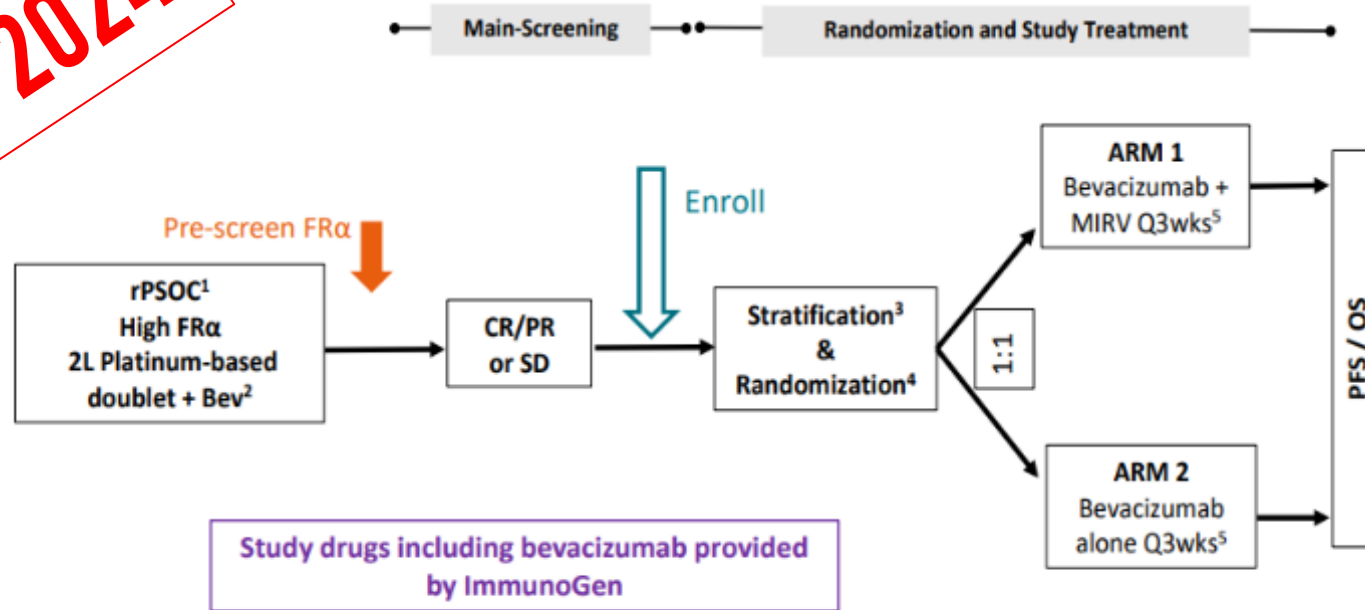 2024
Main-Screening
Randomization and Study Treatment
Pre-screen FRα
Enroll
rPSOC¹
High FRα
2L Platinum-based
doublet + Bev²
CR/PR
or SD
Stratification³
&
Randomization⁴
1:1
ARM 1
Bevacizumab +
MIRV Q3wks⁵
ARM 2
Bevacizumab
alone Q3wks⁵
PFS / OS
Study drugs including bevacizumab provided
by ImmunoGen